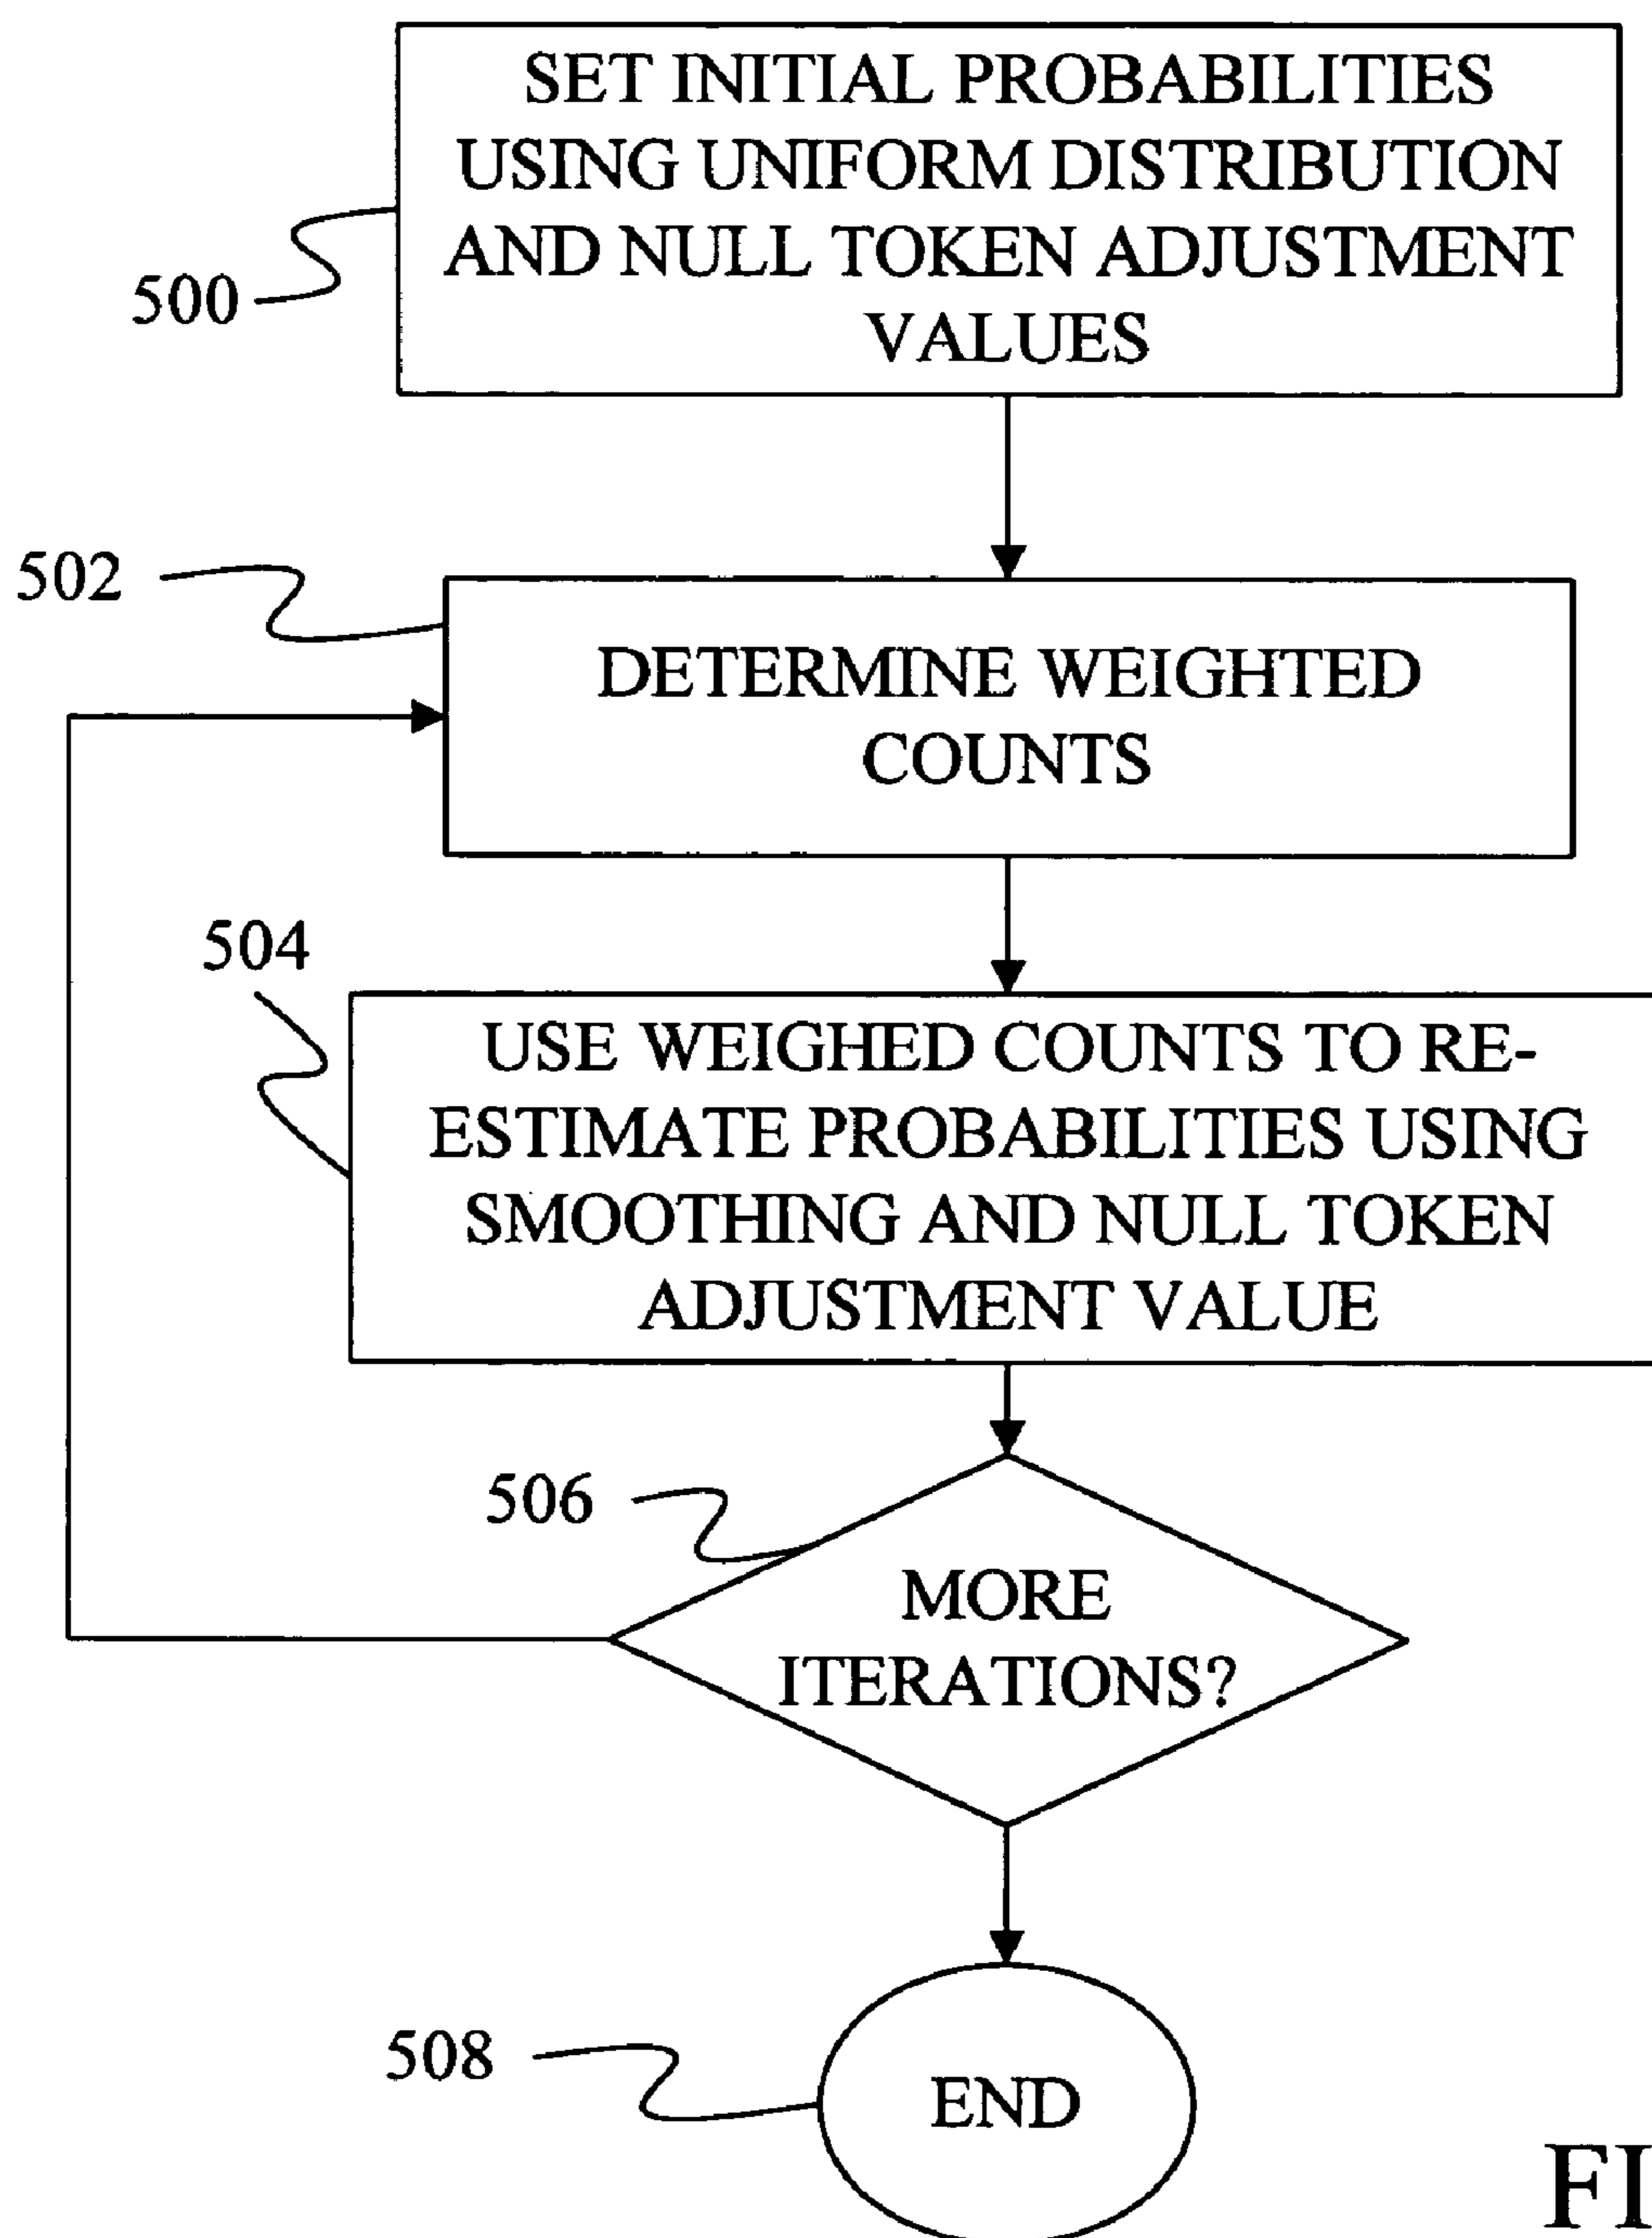 SET INITIAL PROBABILITIES
USING UNIFORM DISTRIBUTION
AND NULL TOKEN ADJUSTMENT
VALUES
500
502
DETERMINE WEIGHTED
COUNTS
504
USE WEIGHED COUNTS TO RE-
ESTIMATE PROBABILITIES USING
SMOOTHING AND NULL TOKEN
ADJUSTMENT VALUE
506
MORE
ITERATIONS?
508
END